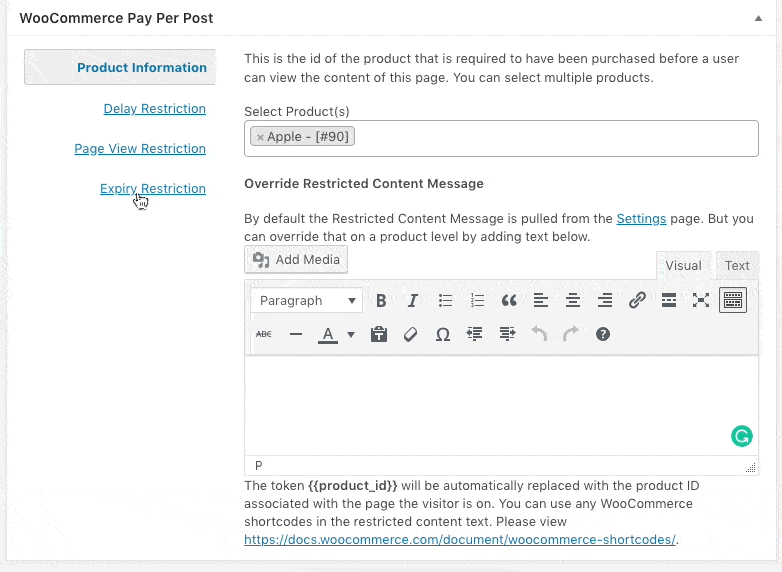 WooCommerce Pay Per Post
Product Information
Delay Restriction
Page View Restriction
Expiry Restriction
This is the id of the product that is required to have been purchased before a user
can view the content of this page. You can select multiple products.
Select Product(s)
× Apple - [#90]
Override Restricted Content Message
By default the Restricted Content Message is pulled from the Settings page. But you
can override that on a product level by adding text below.
Add Media
Visual Text
Paragraph
B I
ABC
A
Ω
P
The token {{product_id}} will be automatically replaced with the product ID
associated with the page the visitor is on. You can use any WooCommerce
shortcodes in the restricted content text. Please view
https://docs.woocommerce.com/document/woocommerce-shortcodes/.